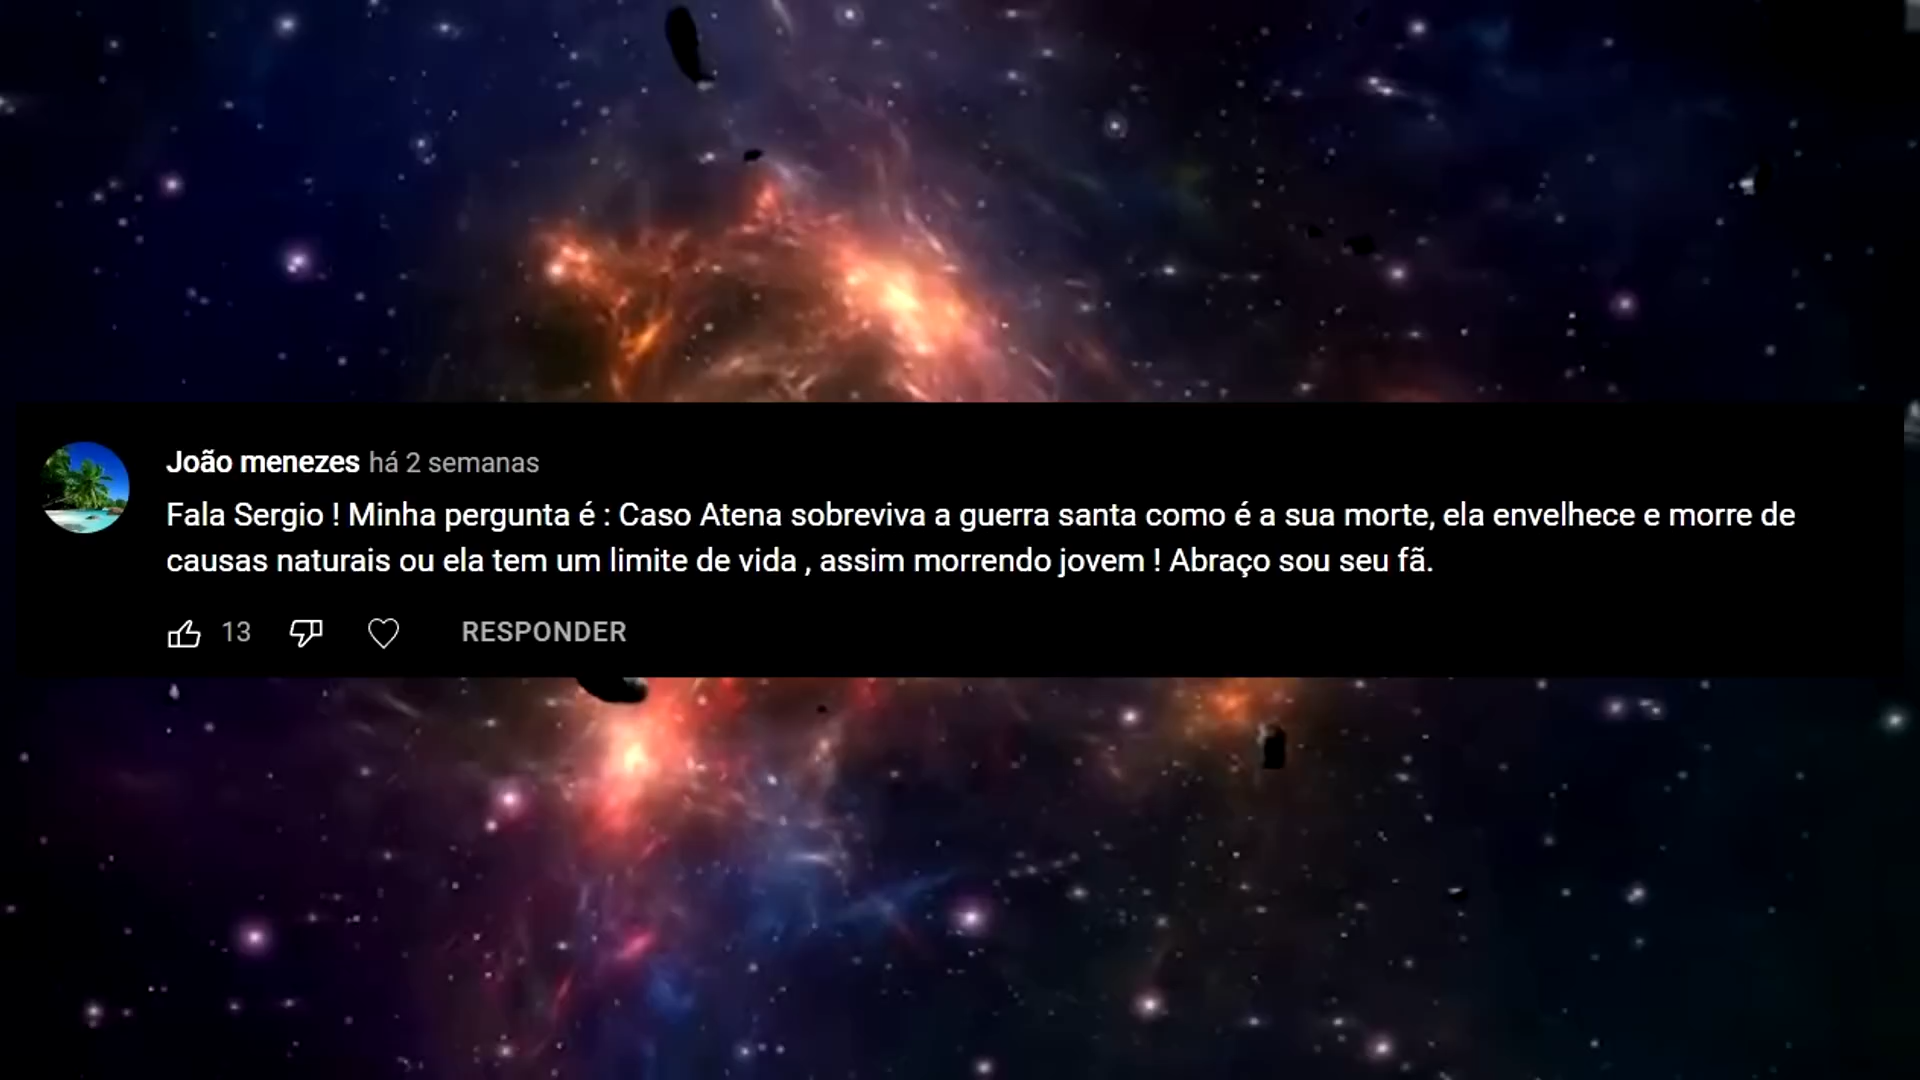 João menezes há 2 semanas
Fala Sergio ! Minha pergunta é : Caso Atena sobreviva a guerra santa como é a sua morte, ela envelhece e morre de
causas naturais ou ela tem um limite de vida , assim morrendo jovem ! Abraço sou seu fã.
13 RESPONDER